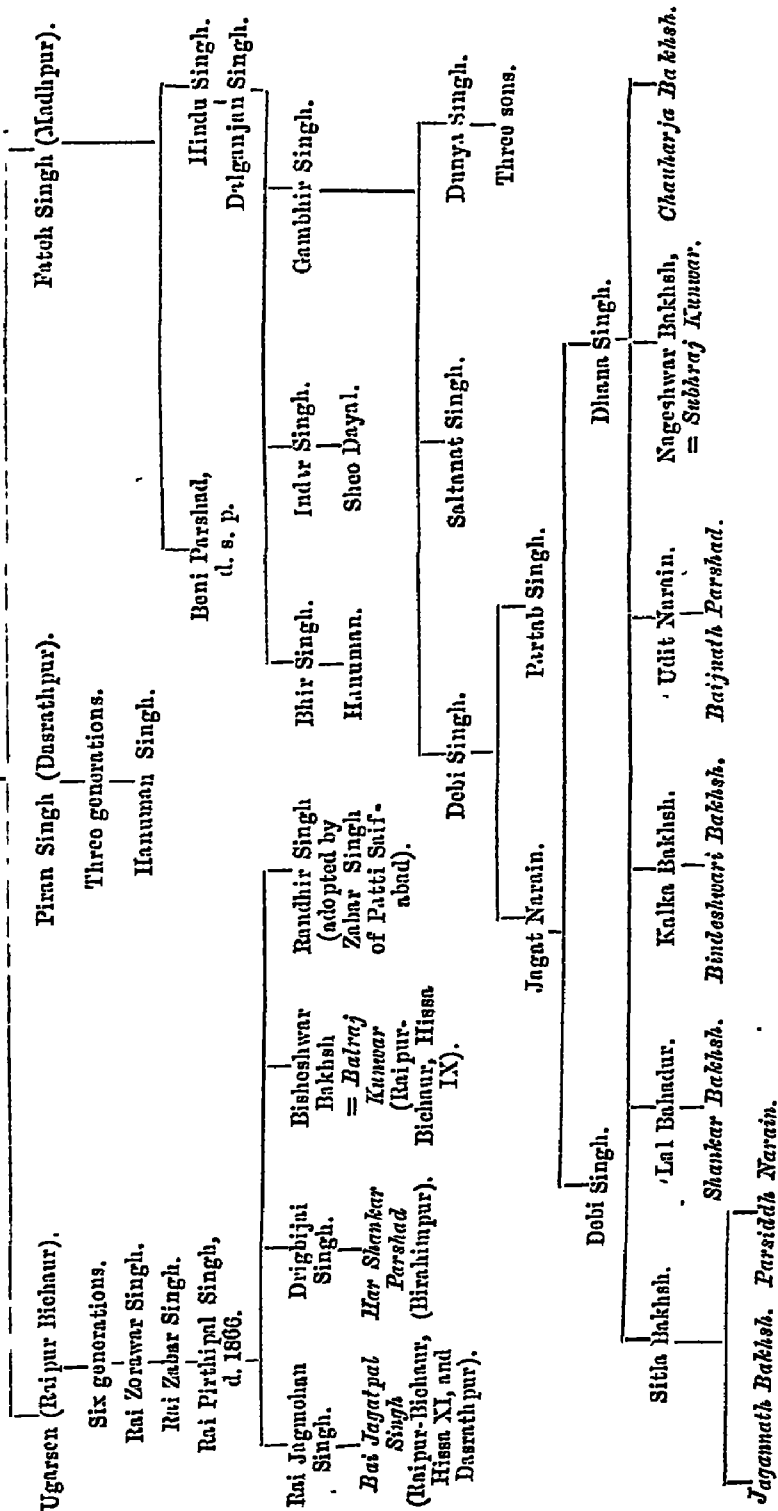 Ugarsen (Raipur Bichaur).
Piran Singh (Dasrathpur).
Fateh Singh (Madhpur).
Six generations.
Three generations.
Rai Zorawar Singh.
Hanuman Singh.
Rai Zabar Singh.
Beni Parshad,
d. s. p.
Hindu Singh.
Rai Pirthipal Singh,
d. 1866.
Dalganjan Singh.
Rai Jagmohan
Singh.
Drigbijai
Singh.
Bisheshwar
Bakhsh
= Balraj
Kunwar
(Raipur-
Bichaur, Hissa
IX).
Randhir Singh
(adopted by
Zabar Singh
of Patti Saif-
abad).
Bhir Singh.
Indar Singh.
Gambhir Singh.
Rai Jagatpal
Singh
(Raipur-Bichaur,
Hissa XI, and
Dasrathpur).
Har Shankar
Parshad
(Birahimpur).
Hanuman.
Sheo Dayal.
Debi Singh.
Saltanat Singh.
Dunya Singh.
Three sons.
Jagat Narain.
Partab Singh.
Debi Singh.
Dhana Singh.
Sitla Bakhsh.
Lal Bahadur.
Kalka Bakhsh.
Udit Narain.
Nageshwar Bakhsh,
= Subhraj Kunwar.
Chauharja Bakhsh.
Shankar Bakhsh.
Bindeshwari Bakhsh.
Baijnath Parshad.
Jagannath Bakhsh.
Parsiddh Narain.